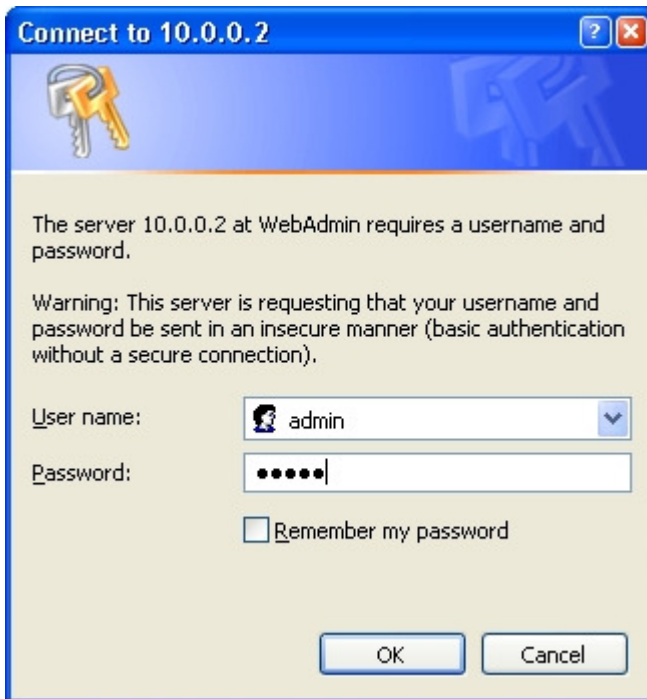 Connect to 10.0.0.2
The server 10.0.0.2 at WebAdmin requires a username and
password.
Warning: This server is requesting that your username and
password be sent in an insecure manner (basic authentication
without a secure connection).
User name:
admin
Password:
•••••
Remember my password
OK
Cancel